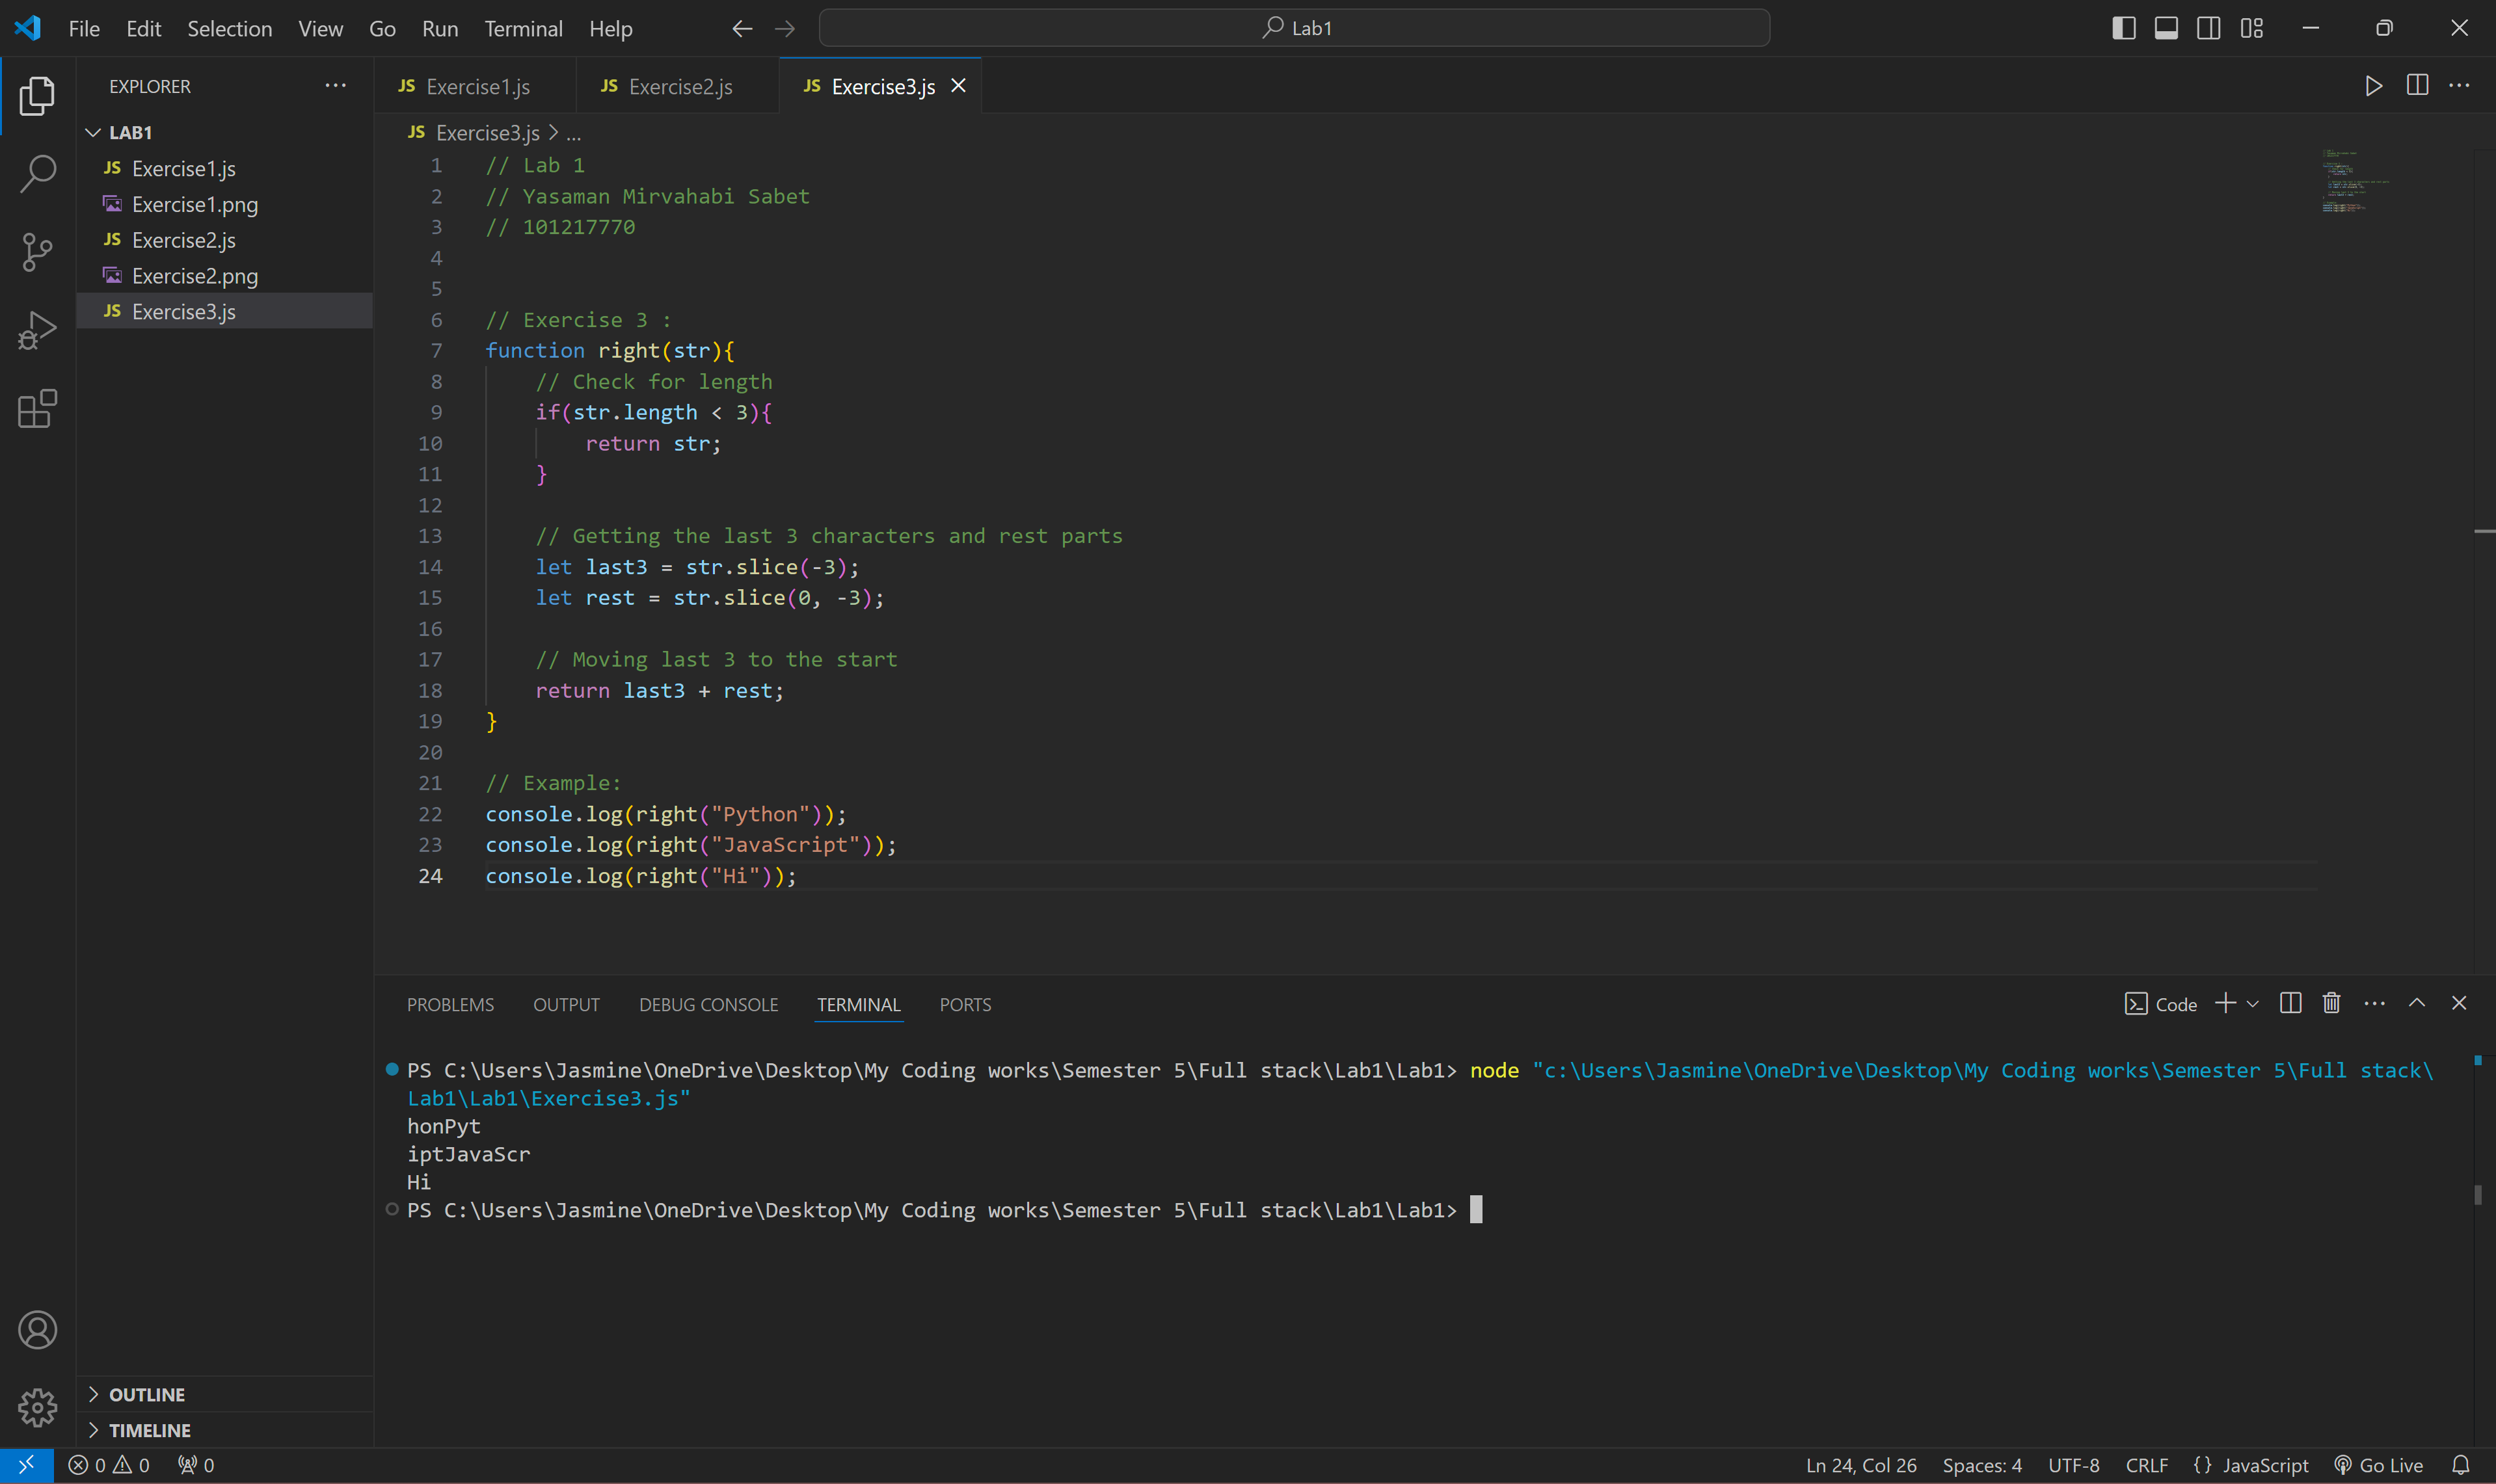 File Edit Selection View Go Run Terminal Help Lab1
EXPLORER
LAB1
JS Exercise1.js
Exercise1.png
JS Exercise2.js
Exercise2.png
JS Exercise3.js
OUTLINE
TIMELINE
JS Exercise1.js JS Exercise2.js JS Exercise3.js
JS Exercise3.js > ...
1 // Lab 1
2 // Yasaman Mirvahabi Sabet
3 // 101217770
4
5
6 // Exercise 3 :
7 function right(str){
8 // Check for length
9 if(str.length < 3){
10 return str;
11 }
12
13 // Getting the last 3 characters and rest parts
14 let last3 = str.slice(-3);
15 let rest = str.slice(0, -3);
16
17 // Moving last 3 to the start
18 return last3 + rest;
19 }
20
21 // Example:
22 console.log(right("Python"));
23 console.log(right("JavaScript"));
24 console.log(right("Hi"));
PROBLEMS OUTPUT DEBUG CONSOLE TERMINAL PORTS Code
PS C:\Users\Jasmine\OneDrive\Desktop\My Coding works\Semester 5\Full stack\Lab1\Lab1> node "c:\Users\Jasmine\OneDrive\Desktop\My Coding works\Semester 5\Full stack\
Lab1\Lab1\Exercise3.js"
honPyt
iptJavaScr
Hi
PS C:\Users\Jasmine\OneDrive\Desktop\My Coding works\Semester 5\Full stack\Lab1\Lab1>
0 0 0 Ln 24, Col 26 Spaces: 4 UTF-8 CRLF {} JavaScript Go Live